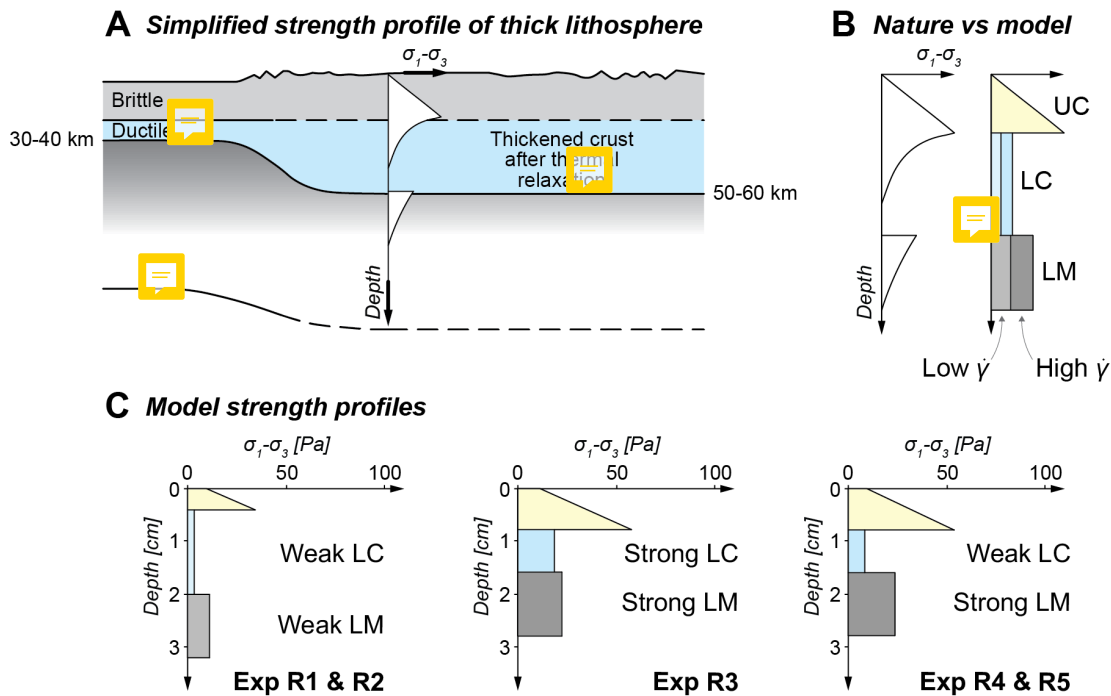 A Simplified strength profile of thick lithosphere
σ1-σ3
Brittle
Ductile
30-40 km
Thickened crust
after thermal
relaxation
50-60 km
Depth
B Nature vs model
σ1-σ3
UC
LC
LM
Depth
Low γ̇
High γ̇
C Model strength profiles
σ1-σ3 [Pa]
0 50 100
0
1
2
3
Depth [cm]
Weak LC
Weak LM
Exp R1 & R2
σ1-σ3 [Pa]
0 50 100
0
1
2
3
Depth [cm]
Strong LC
Strong LM
Exp R3
σ1-σ3 [Pa]
0 50 100
0
1
2
3
Depth [cm]
Weak LC
Strong LM
Exp R4 & R5